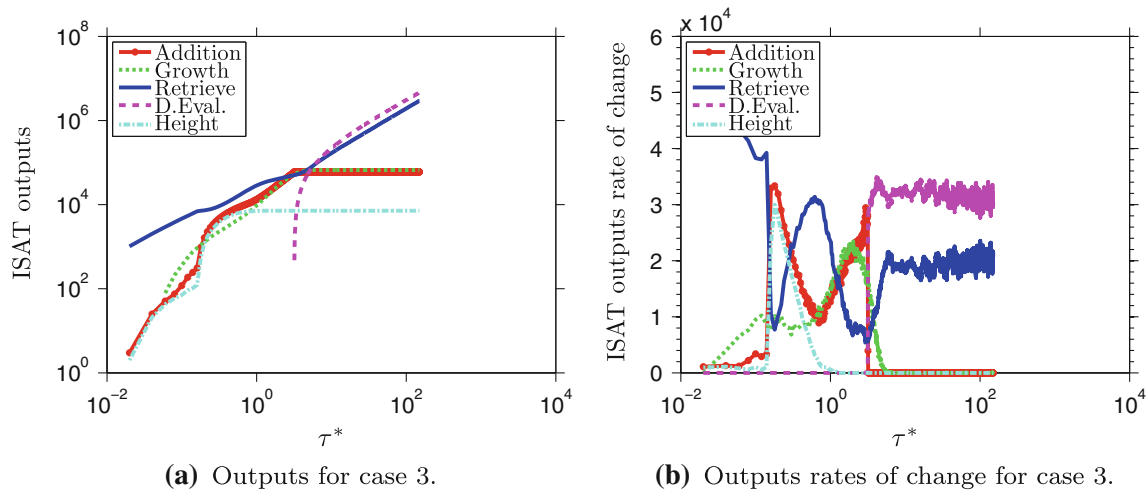 10^8
10^6
10^4
10^2
10^0
10^-2
10^0
10^2
10^4
ISAT outputs
τ*
Addition
Growth
Retrieve
D.Eval.
Height
(a) Outputs for case 3.
x 10^4
6
5
4
3
2
1
0
10^-2
10^0
10^2
10^4
ISAT outputs rate of change
τ*
Addition
Growth
Retrieve
D.Eval.
Height
(b) Outputs rates of change for case 3.